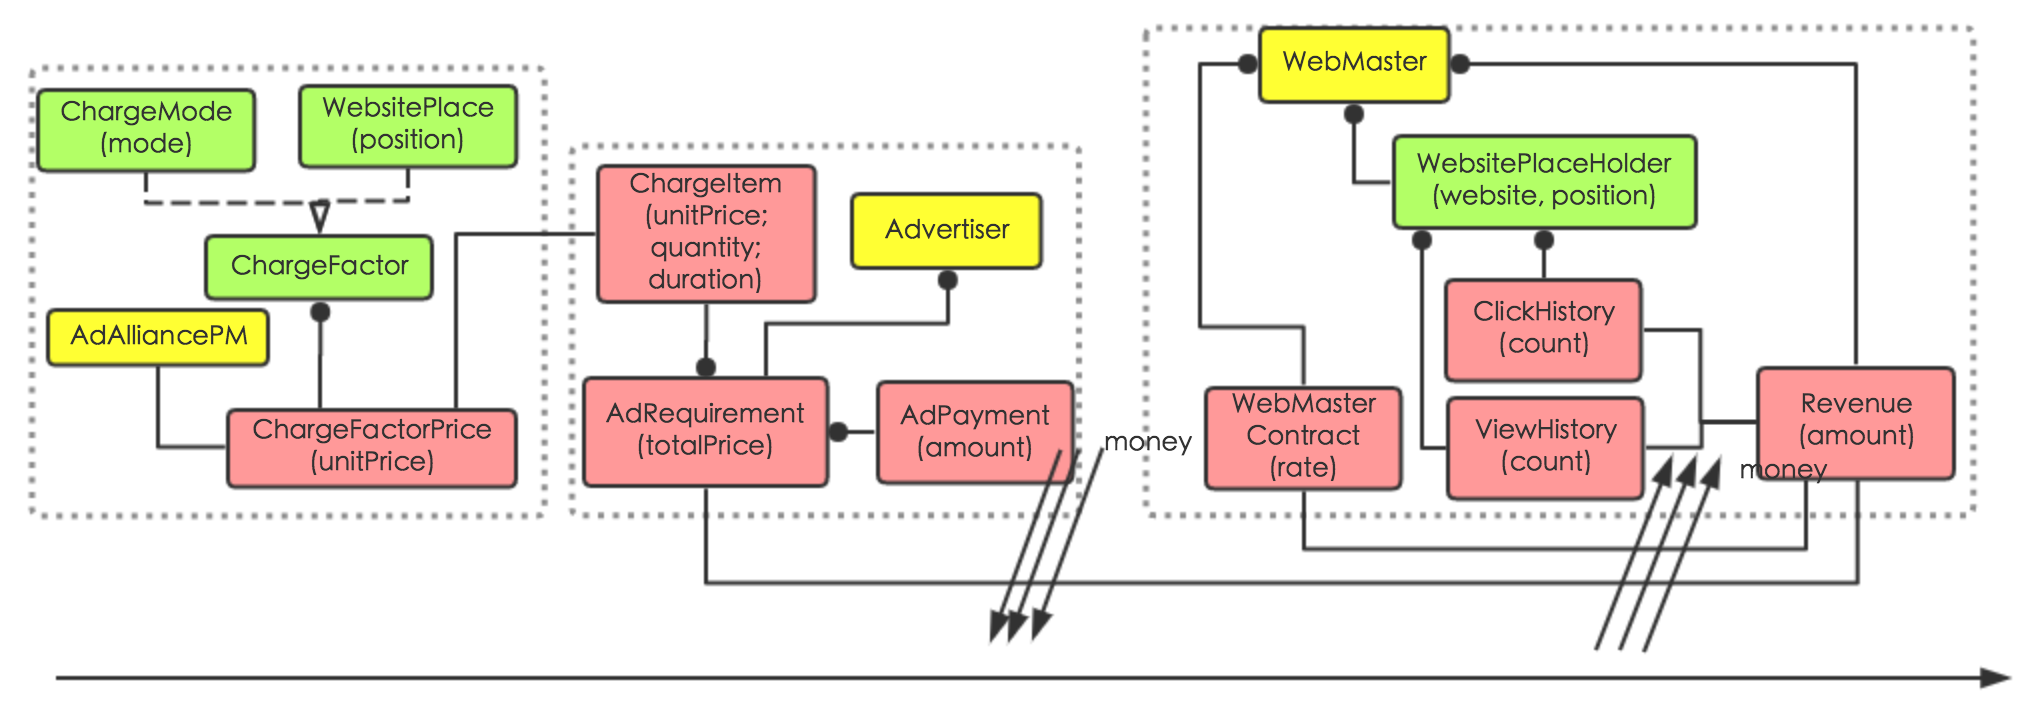 ChargeMode
(mode)
WebsitePlace
(position)
ChargeFactor
AdAlliancePM
ChargeFactorPrice
(unitPrice)
ChargeItem
(unitPrice;
quantity;
duration)
Advertiser
AdRequirement
(totalPrice)
AdPayment
(amount)
money
WebMaster
WebsitePlaceHolder
(website, position)
ClickHistory
(count)
WebMaster
Contract
(rate)
ViewHistory
(count)
Revenue
(amount)
money